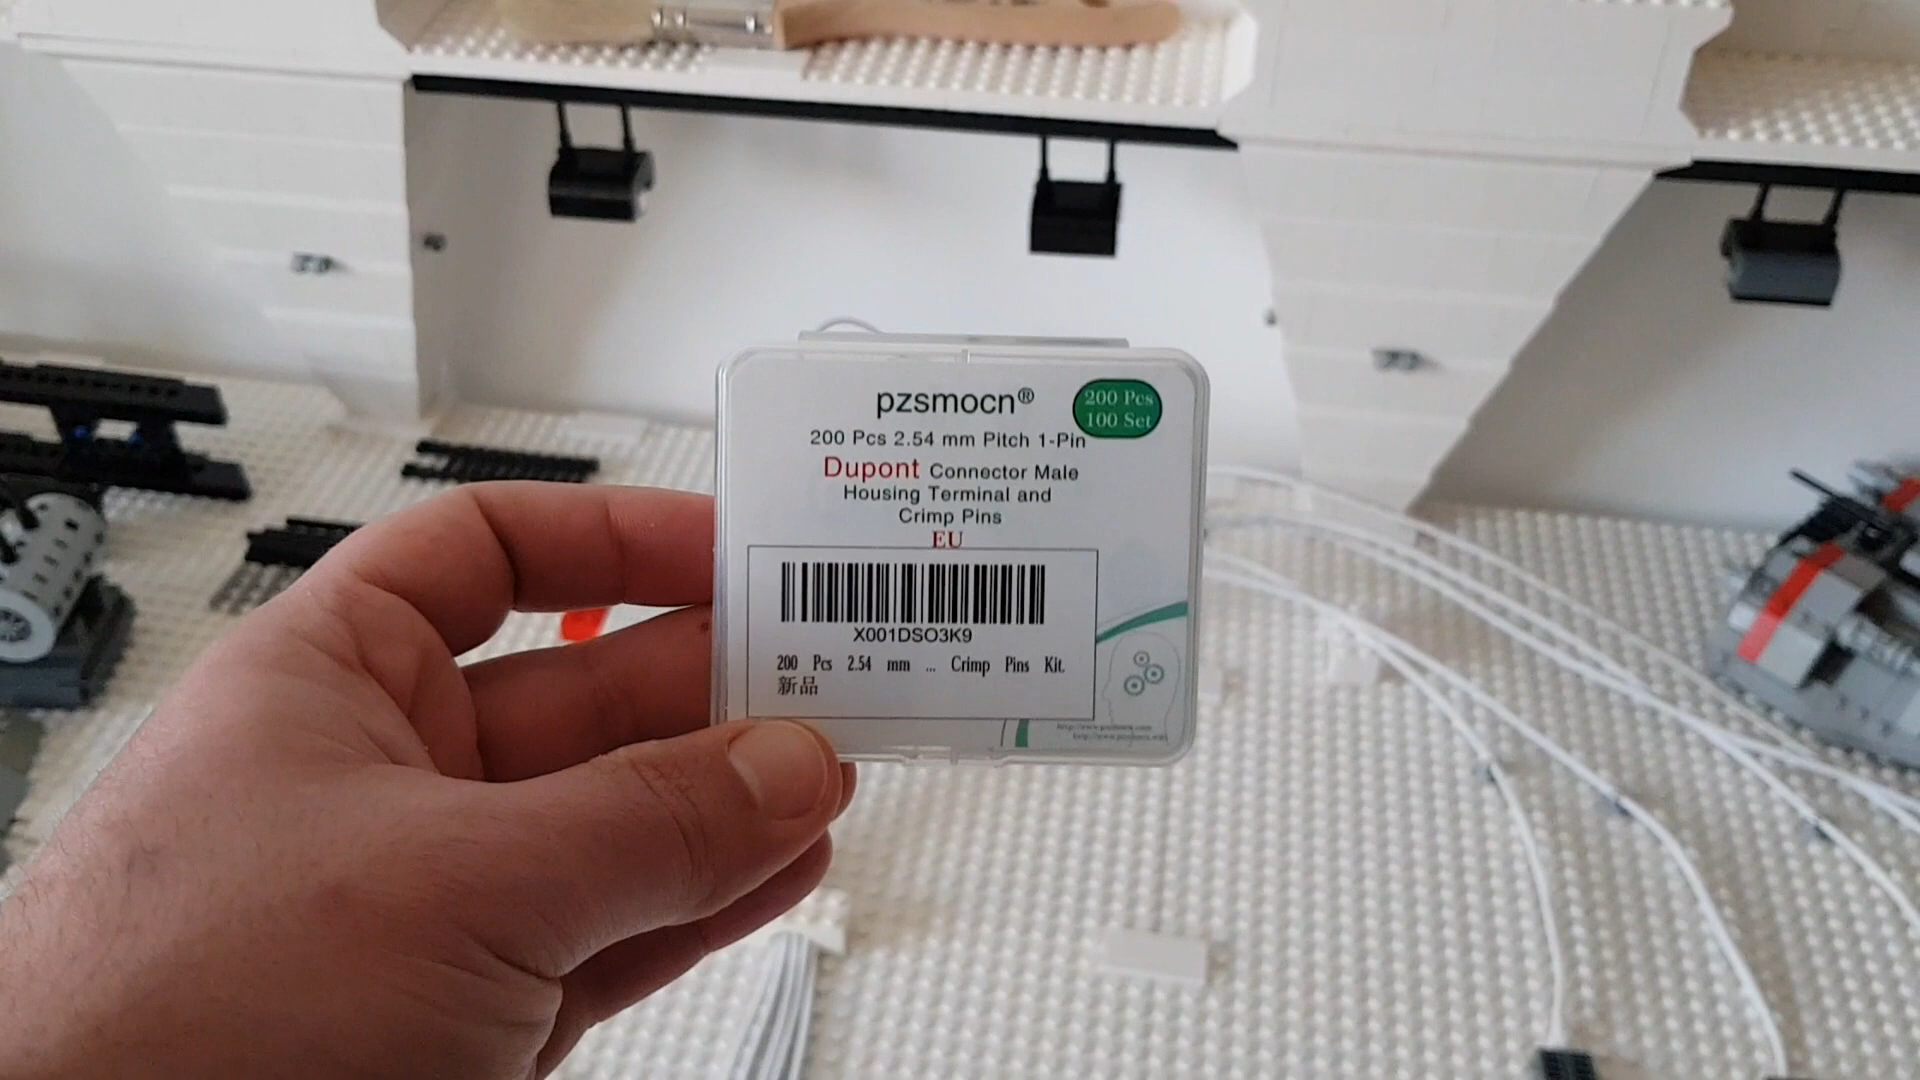 pzsmocn®
200 Pcs
100 Set
200 Pcs 2.54 mm Pitch 1-Pin
Dupont Connector Male
Housing Terminal and
Crimp Pins
EU
X001DSO3K9
200 Pcs 2.54 mm ... Crimp Pins Kit
新品